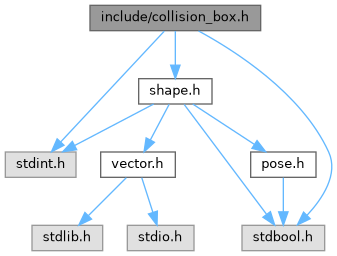 include/collision_box.h
shape.h
stdint.h
vector.h
pose.h
stdlib.h
stdio.h
stdbool.h